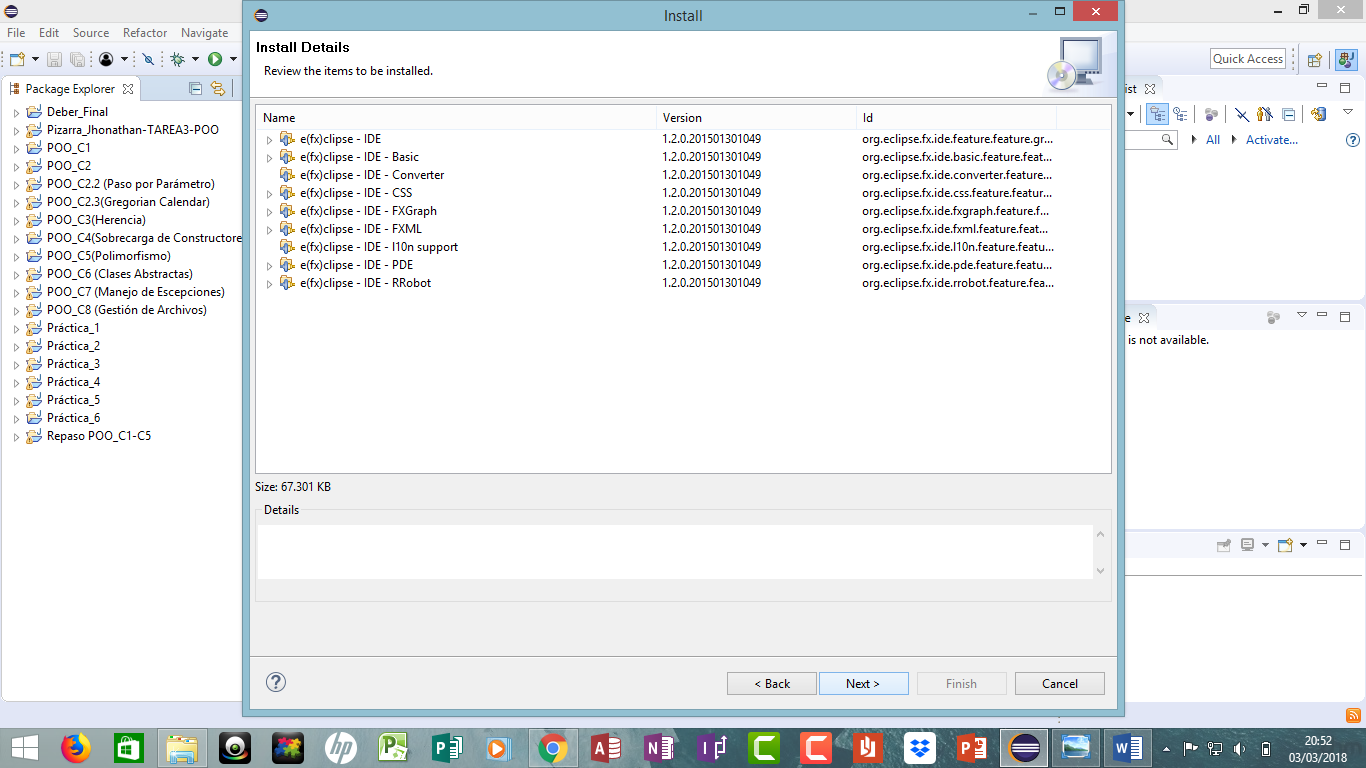 Install
File Edit Source Refactor Navigate
Quick Access
Package Explorer
Deber_Final
Pizarra_Jhonathan-TAREA3-POO
POO_C1
POO_C2
POO_C2.2 (Paso por Parámetro)
POO_C2.3(Gregorian Calendar)
POO_C3(Herencia)
POO_C4(Sobrecarga de Constructore
POO_C5(Polimorfismo)
POO_C6 (Clases Abstractas)
POO_C7 (Manejo de Escepciones)
POO_C8 (Gestión de Archivos)
Práctica_1
Práctica_2
Práctica_3
Práctica_4
Práctica_5
Práctica_6
Repaso POO_C1-C5
Install Details
Review the items to be installed.
Name Version Id
e(fx)clipse - IDE 1.2.0.201501301049 org.eclipse.fx.ide.feature.feature.gr...
e(fx)clipse - IDE - Basic 1.2.0.201501301049 org.eclipse.fx.ide.basic.feature.feat...
e(fx)clipse - IDE - Converter 1.2.0.201501301049 org.eclipse.fx.ide.converter.feature...
e(fx)clipse - IDE - CSS 1.2.0.201501301049 org.eclipse.fx.ide.css.feature.featur...
e(fx)clipse - IDE - FXGraph 1.2.0.201501301049 org.eclipse.fx.ide.fxgraph.feature.f...
e(fx)clipse - IDE - FXML 1.2.0.201501301049 org.eclipse.fx.ide.fxml.feature.feat...
e(fx)clipse - IDE - l10n support 1.2.0.201501301049 org.eclipse.fx.ide.l10n.feature.featu...
e(fx)clipse - IDE - PDE 1.2.0.201501301049 org.eclipse.fx.ide.pde.feature.featu...
e(fx)clipse - IDE - RRobot 1.2.0.201501301049 org.eclipse.fx.ide.rrobot.feature.fea...
Size: 67.301 KB
Details
< Back Next > Finish Cancel
ist
All Activate...
e
is not available.
20:52
03/03/2018